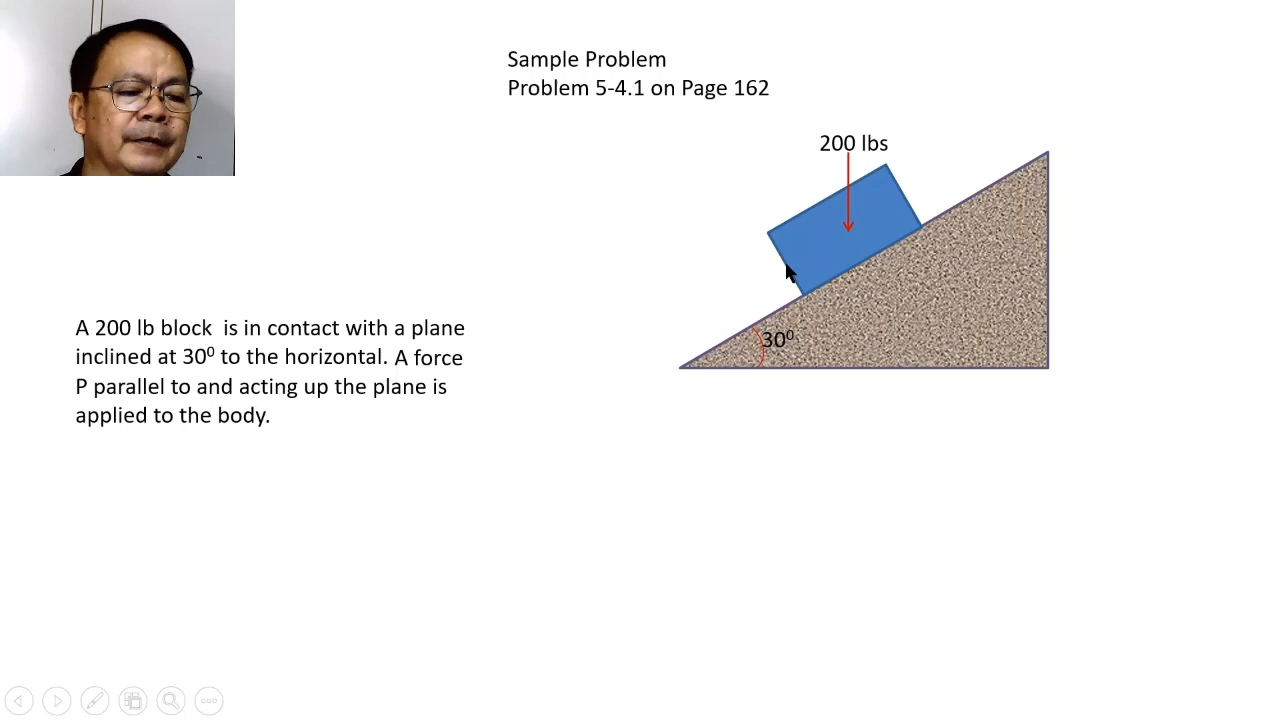 Sample Problem
Problem 5-4.1 on Page 162
200 lbs
30⁰
A 200 lb block  is in contact with a plane
inclined at 30⁰ to the horizontal. A force
P parallel to and acting up the plane is
applied to the body.